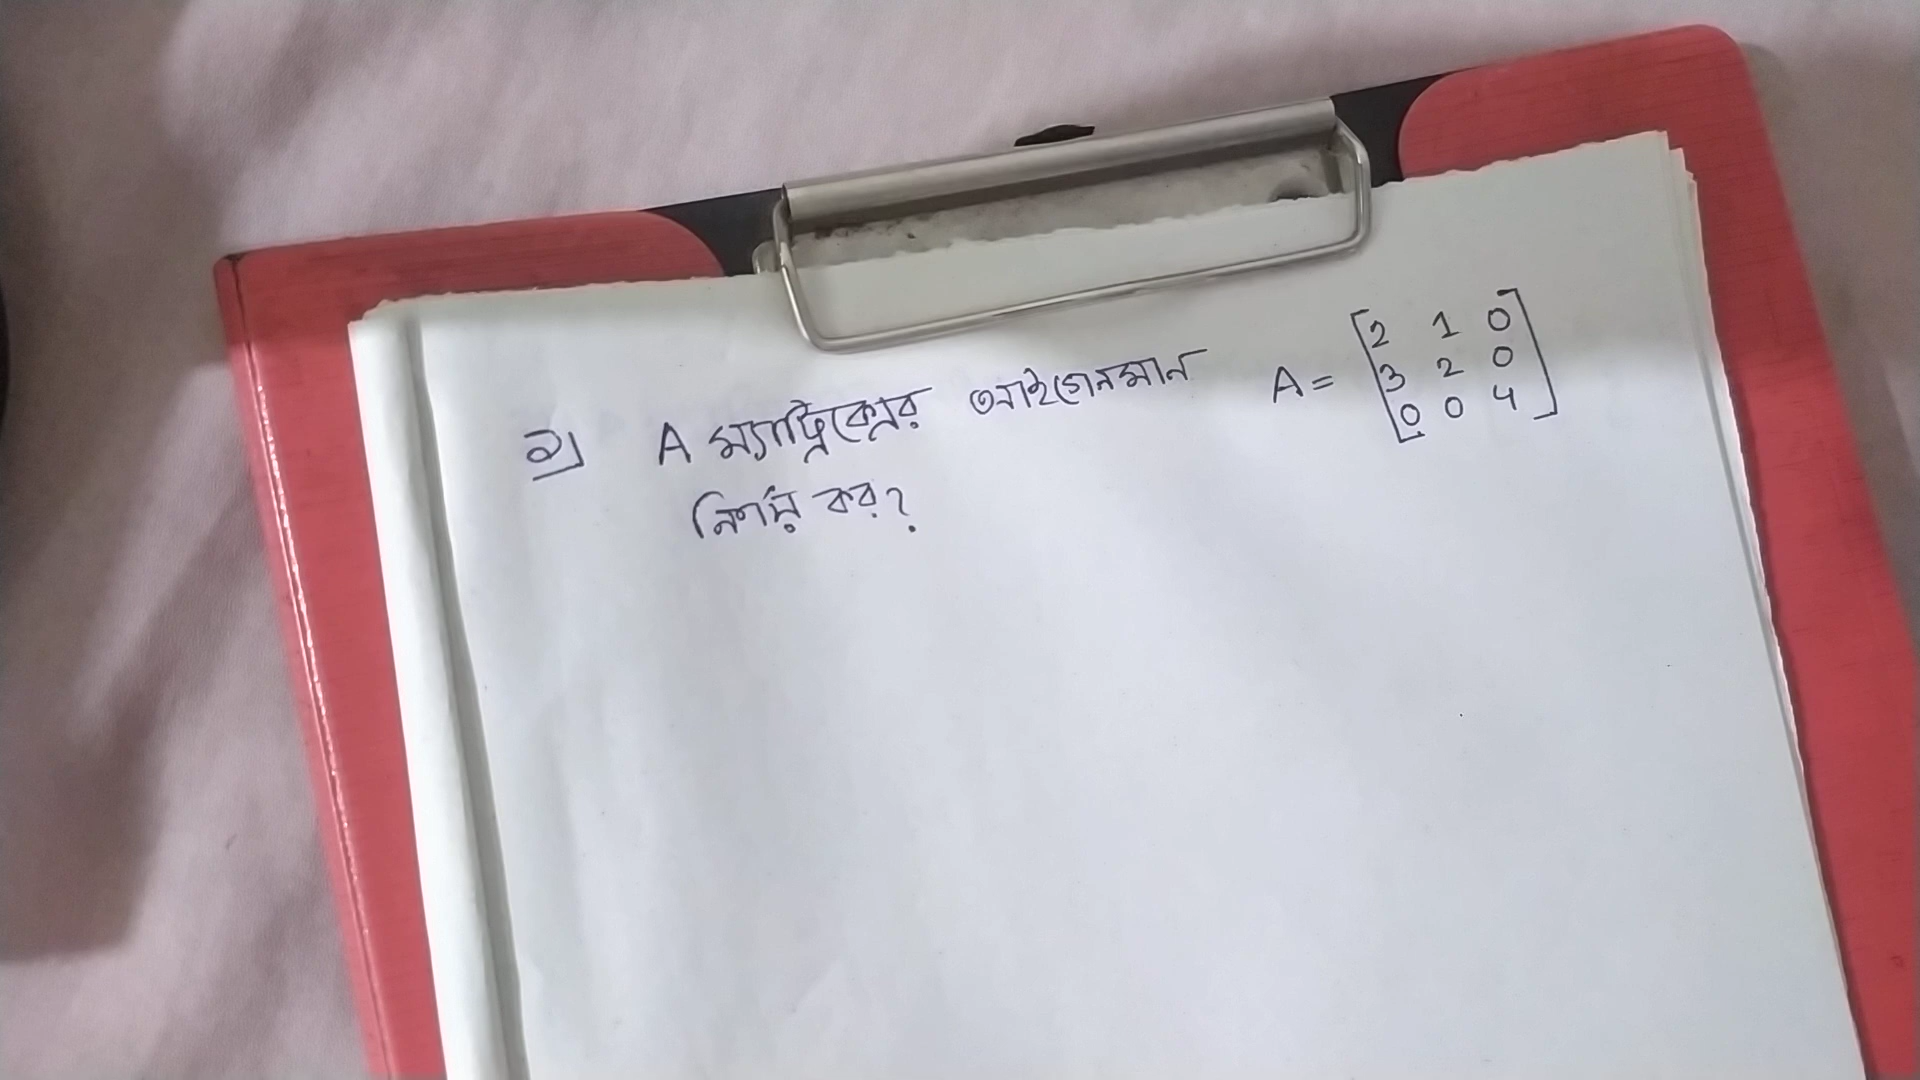 ২। A ম্যাট্রিক্সের আইগেনমান A = [2 1 0
3 2 0
0 0 4]
নির্ণয় কর?